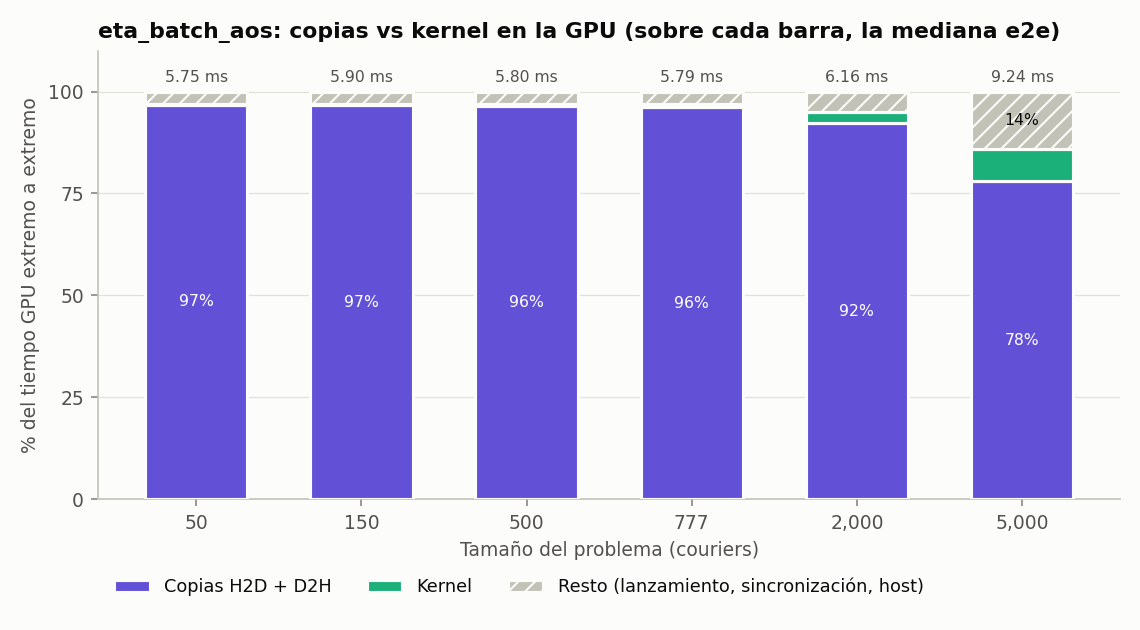 eta_batch_aos: copias vs kernel en la GPU (sobre cada barra, la mediana e2e)
5.75 ms 5.90 ms 5.80 ms 5.79 ms 6.16 ms 9.24 ms
% del tiempo GPU extremo a extremo
100
75
50
25
0
14%
97% 97% 96% 96% 92% 78%
50 150 500 777 2,000 5,000
Tamaño del problema (couriers)
Copias H2D + D2H Kernel Resto (lanzamiento, sincronización, host)